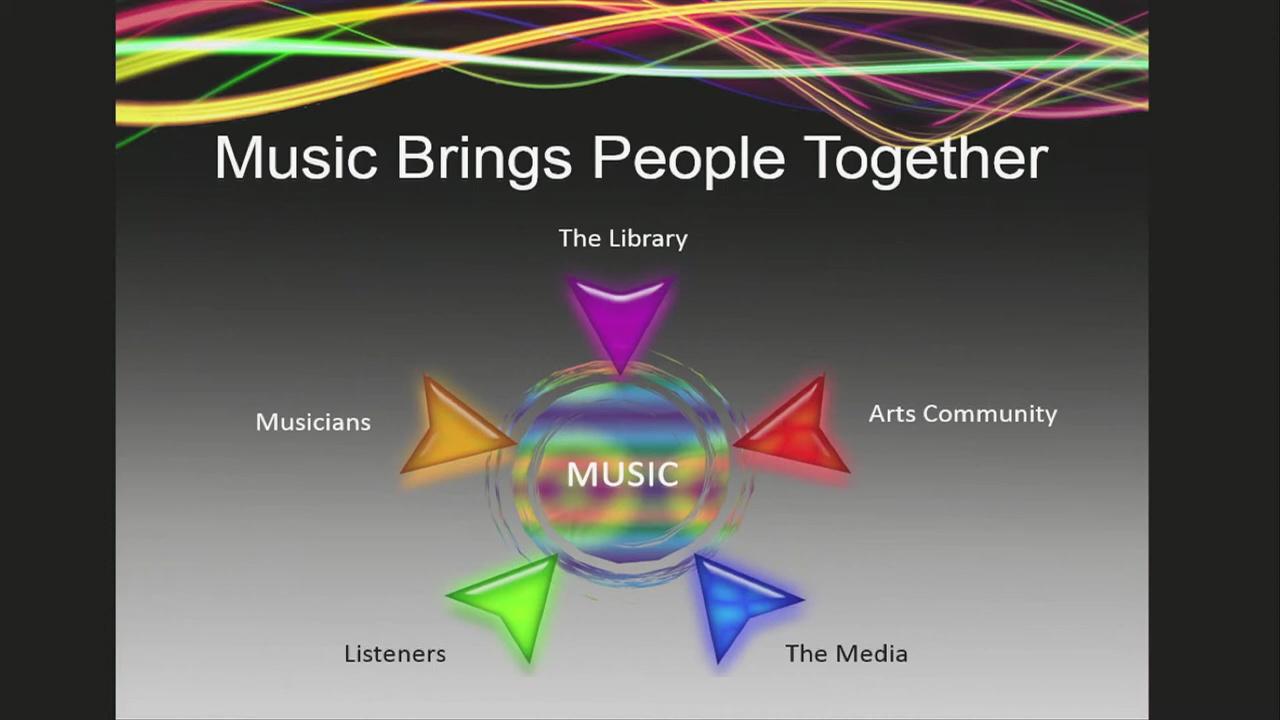 Music Brings People Together
The Library
Musicians
Arts Community
MUSIC
Listeners
The Media